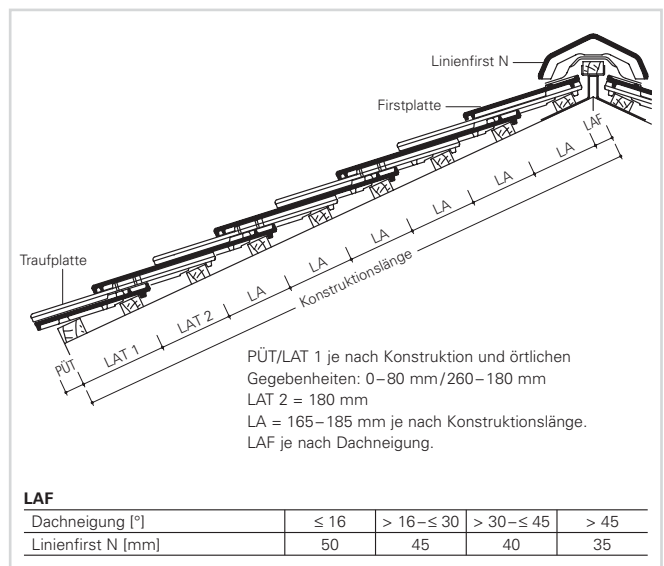 Linienfirst N
Firstplatte
LAF
LA
LA
LA
LA
LA
LA
Konstruktionslänge
Traufplatte
LAT 2
LAT 1
PÜT
PÜT/LAT 1 je nach Konstruktion und örtlichen
Gegebenheiten: 0–80 mm/260–180 mm
LAT 2 = 180 mm
LA = 165–185 mm je nach Konstruktionslänge.
LAF je nach Dachneigung.
LAF
Dachneigung [°] ≤ 16 > 16–≤ 30 > 30–≤ 45 > 45
Linienfirst N [mm] 50 45 40 35